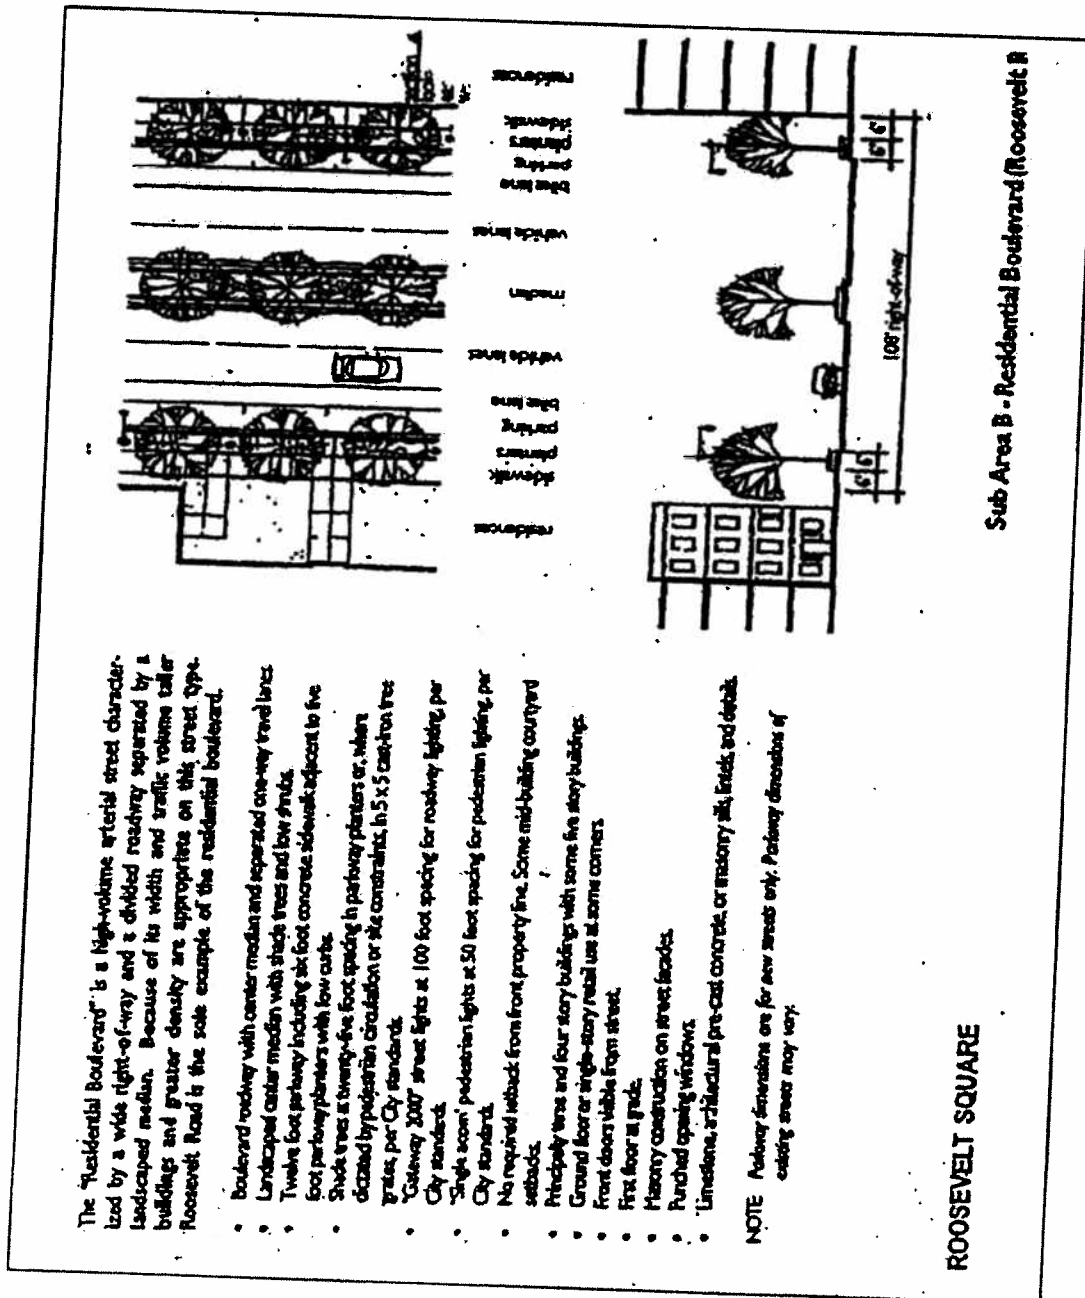 The "Residential Boulevard" is a high-volume arterial street character-
ized by a wide right-of-way and a divided roadway separated by a
landscaped median. Because of its width and traffic volume taller
buildings and greater density are appropriate on this street type.
Roosevelt Road is the sole example of the residential boulevard.
• Boulevard roadway with center median and separated one-way travel lanes.
• Landscaped center median with shade trees and low shrubs.
• Twelve foot parkway including six foot concrete sidewalk adjacent to five
foot parkway planters with low curbs.
• Shade trees at twenty-five foot spacing in parkway planters or, where
dictated by pedestrian circulation or site constraints, in 5 x 5 cast-iron tree
grates, per City standards.
• "Gateway 2000" street lights at 100 foot spacing for roadway lighting, per
City standards.
• "Single acorn" pedestrian lights at 50 foot spacing for pedestrian lighting, per
City standards.
• No required setback from front property line. Some mid-building courtyard
setbacks.
• Principally three and four story buildings with some five story buildings.
• Ground floor or single-story retail use at some corners.
• Front doors visible from street.
• First floor at grade.
• Masonry construction on street facades.
• Punched opening windows.
• Limestone, architectural pre-cast concrete, or masonry sills, lintels, and details.
NOTE Parkway dimensions are for new streets only. Parkway dimensions of
existing streets may vary.
residences
sidewalk
planters
parking
bike lane
vehicle lanes
median
vehicle lanes
bike lane
parking
planters
sidewalk
residences
6' 6'
108' right-of-way
6' 6'
Sub Area B - Residential Boulevard (Roosevelt R
ROOSEVELT SQUARE